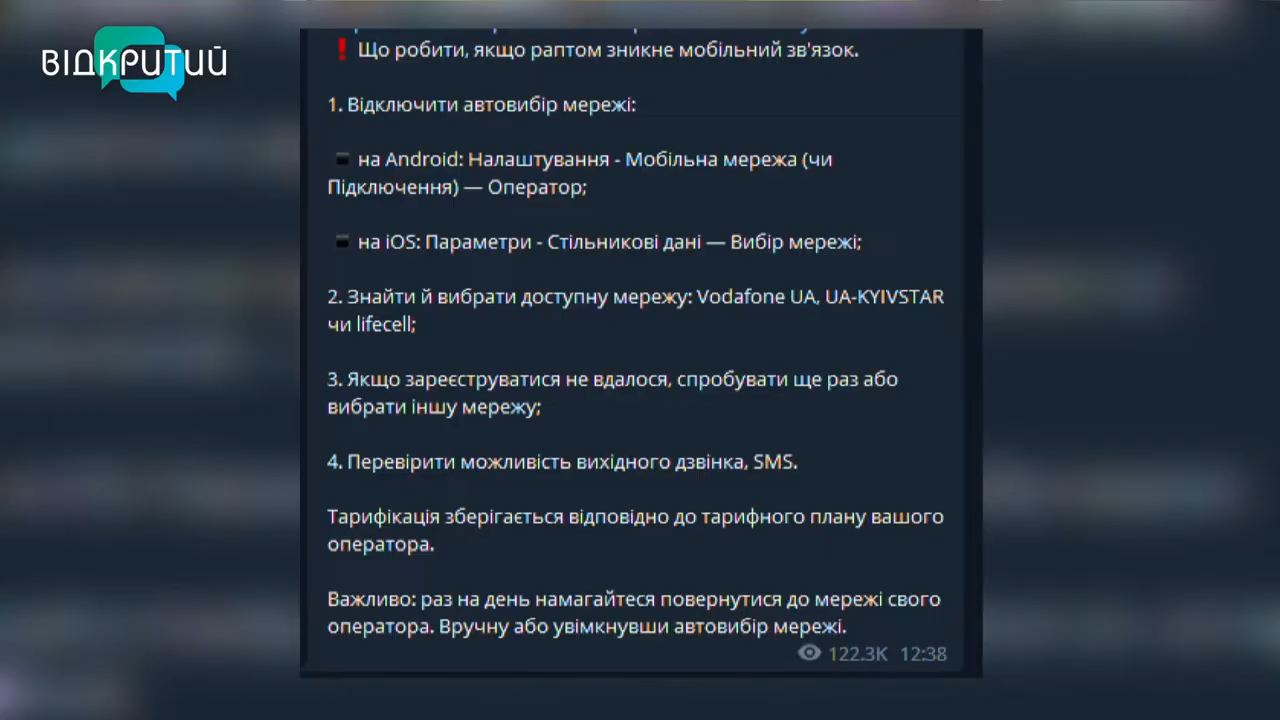 ВІДКРИТИЙ
❗ Що робити, якщо раптом зникне мобільний зв'язок.
1. Відключити автовибір мережі:
▪ на Android: Налаштування - Мобільна мережа (чи
Підключення) — Оператор;
▪ на iOS: Параметри - Стільникові дані — Вибір мережі;
2. Знайти й вибрати доступну мережу: Vodafone UA, UA-KYIVSTAR
чи lifecell;
3. Якщо зареєструватися не вдалося, спробувати ще раз або
вибрати іншу мережу;
4. Перевірити можливість вихідного дзвінка, SMS.
Тарифікація зберігається відповідно до тарифного плану вашого
оператора.
Важливо: раз на день намагайтеся повернутися до мережі свого
оператора. Вручну або увімкнувши автовибір мережі.
122.3K 12:38